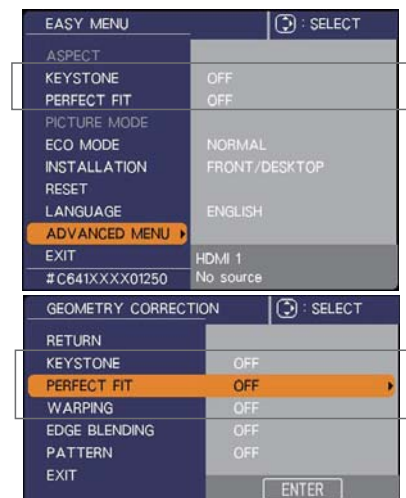 EASY MENU : SELECT
ASPECT
KEYSTONE OFF
PERFECT FIT OFF
PICTURE MODE
ECO MODE NORMAL
INSTALLATION FRONT/DESKTOP
RESET
LANGUAGE ENGLISH
ADVANCED MENU
EXIT HDMI 1
#C641XXXX01250 No source
GEOMETRY CORRECTION : SELECT
RETURN
KEYSTONE OFF
PERFECT FIT OFF
WARPING OFF
EDGE BLENDING OFF
PATTERN OFF
EXIT
ENTER